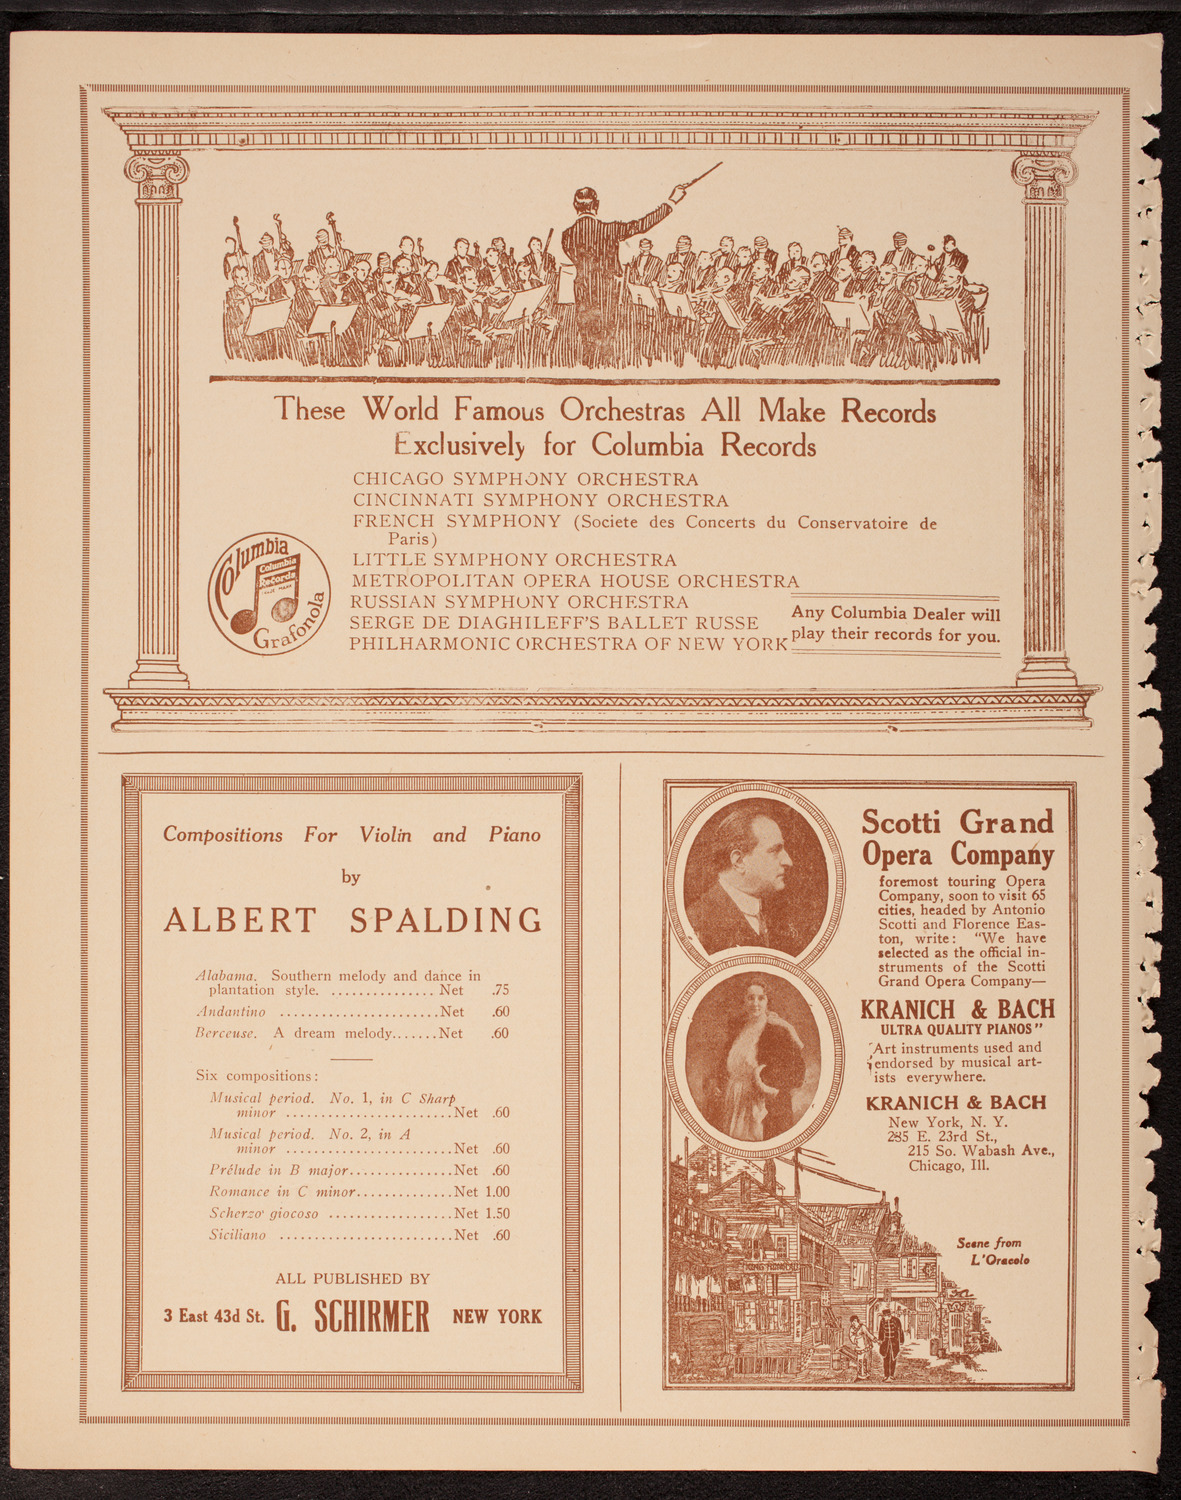 These World Famous Orchestras All Make Records
Exclusively for Columbia Records
CHICAGO SYMPHONY ORCHESTRA
CINCINNATI SYMPHONY ORCHESTRA
FRENCH SYMPHONY (Societe des Concerts du Conservatoire de
Paris)
LITTLE SYMPHONY ORCHESTRA
METROPOLITAN OPERA HOUSE ORCHESTRA
RUSSIAN SYMPHONY ORCHESTRA
SERGE DE DIAGHILEFF'S BALLET RUSSE
PHILHARMONIC ORCHESTRA OF NEW YORK
Columbia
Columbia
Records
Grafonola
Any Columbia Dealer will
play their records for you.
Compositions For Violin and Piano
by
ALBERT SPALDING
Alabama. Southern melody and dance in
plantation style. ............... Net .75
Andantino .......................Net .60
Berceuse. A dream melody.......Net .60
Six compositions:
Musical period. No. 1, in C Sharp
minor ........................Net .60
Musical period. No. 2, in A
minor ........................Net .60
Prélude in B major...............Net .60
Romance in C minor..............Net 1.00
Scherzo giocoso ..................Net 1.50
Siciliano .........................Net .60
ALL PUBLISHED BY
3 East 43d St. G. SCHIRMER NEW YORK
Scotti Grand
Opera Company
foremost touring Opera
Company, soon to visit 65
cities, headed by Antonio
Scotti and Florence Eas-
ton, write: "We have
selected as the official in-
struments of the Scotti
Grand Opera Company—
KRANICH & BACH
ULTRA QUALITY PIANOS"
Art instruments used and
endorsed by musical art-
ists everywhere.
KRANICH & BACH
New York, N. Y.
285 E. 23rd St.,
215 So. Wabash Ave.,
Chicago, Ill.
Scene from
L'Oracolo